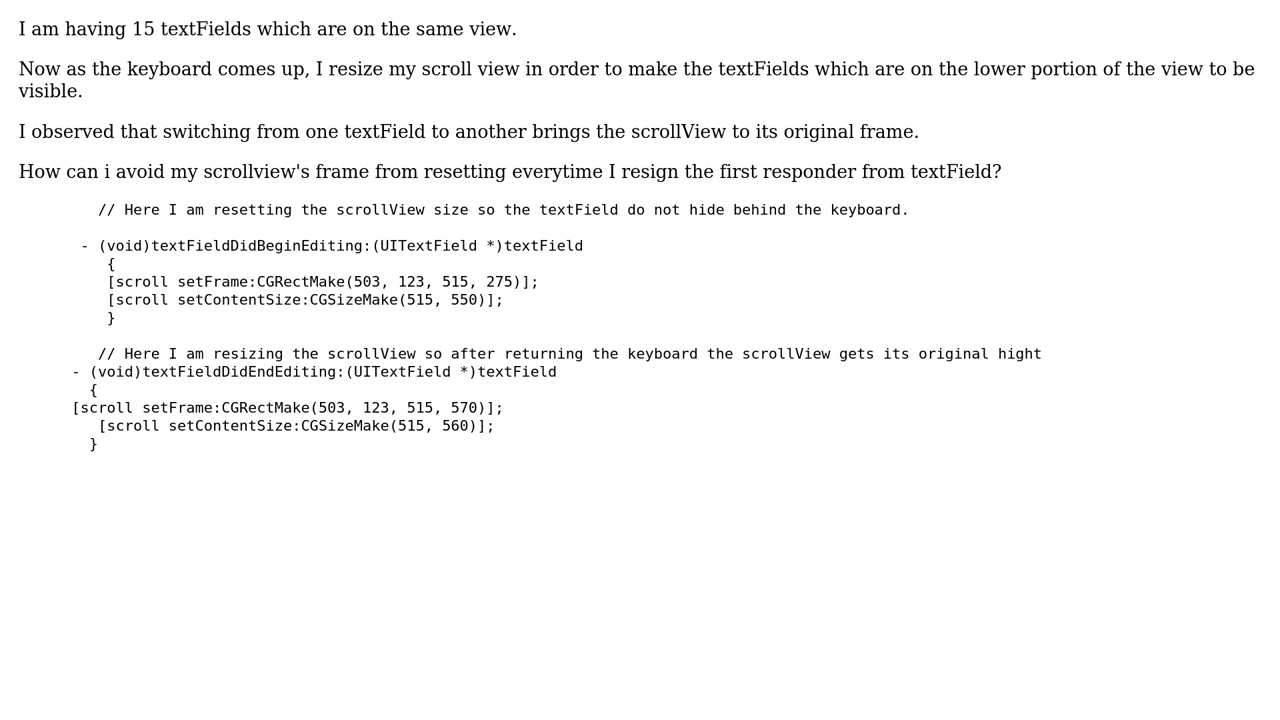 I am having 15 textFields which are on the same view.
Now as the keyboard comes up, I resize my scroll view in order to make the textFields which are on the lower portion of the view to be
visible.
I observed that switching from one textField to another brings the scrollView to its original frame.
How can i avoid my scrollview's frame from resetting everytime I resign the first responder from textField?
// Here I am resetting the scrollView size so the textField do not hide behind the keyboard.
- (void)textFieldDidBeginEditing:(UITextField *)textField
{
[scroll setFrame:CGRectMake(503, 123, 515, 275)];
[scroll setContentSize:CGSizeMake(515, 550)];
}
// Here I am resizing the scrollView so after returning the keyboard the scrollView gets its original hight
- (void)textFieldDidEndEditing:(UITextField *)textField
{
[scroll setFrame:CGRectMake(503, 123, 515, 570)];
[scroll setContentSize:CGSizeMake(515, 560)];
}